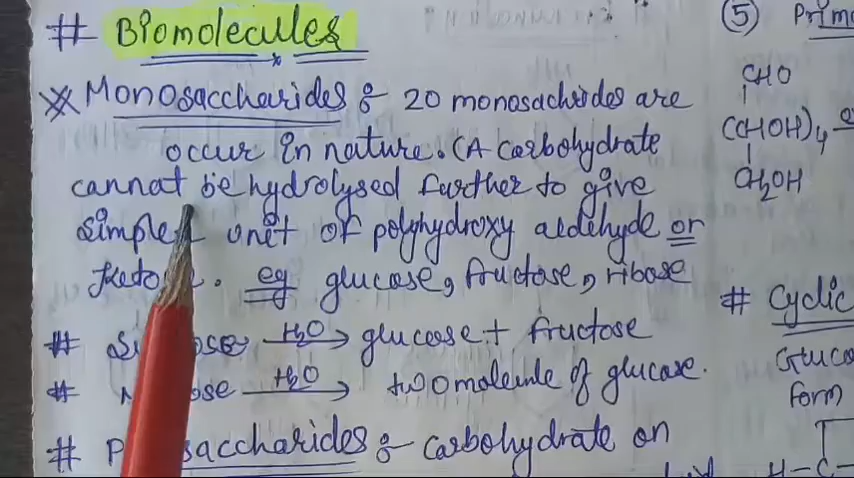 # Biomolecules
* Monosaccharides :- 20 monosachrides are
occur in nature. (A carbohydrate
cannot be hydrolysed further to give
simple unit of polyhydroxy aldehyde or
. eg glucose, fructose, ribose
# H₂O → glucose + fructose
# H₂O → two molecule of glucose.
# saccharides :- carbohydrate on
(5)
CHO
(CHOH)4
CH₂OH
# Cyclic
form
H-C-